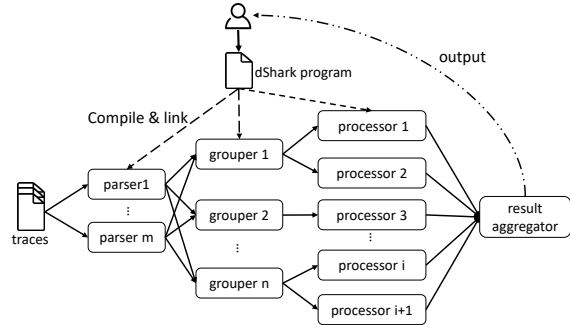 dShark program
output
Compile & link
processor 1
grouper 1
parser1
processor 2
traces
⋮
grouper 2
processor 3
result
aggregator
parser m
⋮
⋮
processor i
grouper n
processor i+1